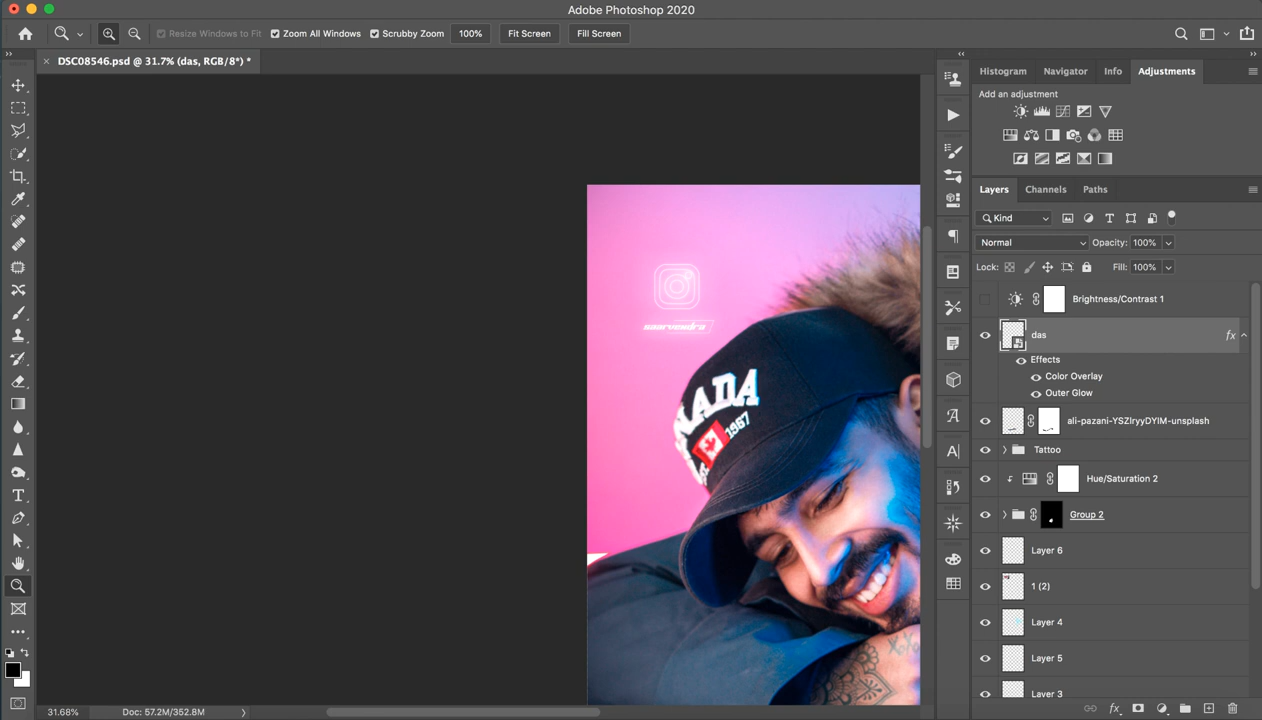 Adobe Photoshop 2020
Resize Windows to Fit
Zoom All Windows
Scrubby Zoom
100%
Fit Screen
Fill Screen
DSC08546.psd @ 31.7% (das, RGB/8*) *
Histogram
Navigator
Info
Adjustments
Add an adjustment
Layers
Channels
Paths
Kind
Normal
Opacity: 100%
Lock:
Fill: 100%
Brightness/Contrast 1
das
fx
Effects
Color Overlay
Outer Glow
ali-pazani-YSZIryyDYIM-unsplash
Tattoo
Hue/Saturation 2
Group 2
Layer 6
1 (2)
Layer 4
Layer 5
Layer 3
NADA
1967
31.68%
Doc: 57.2M/352.8M
fx